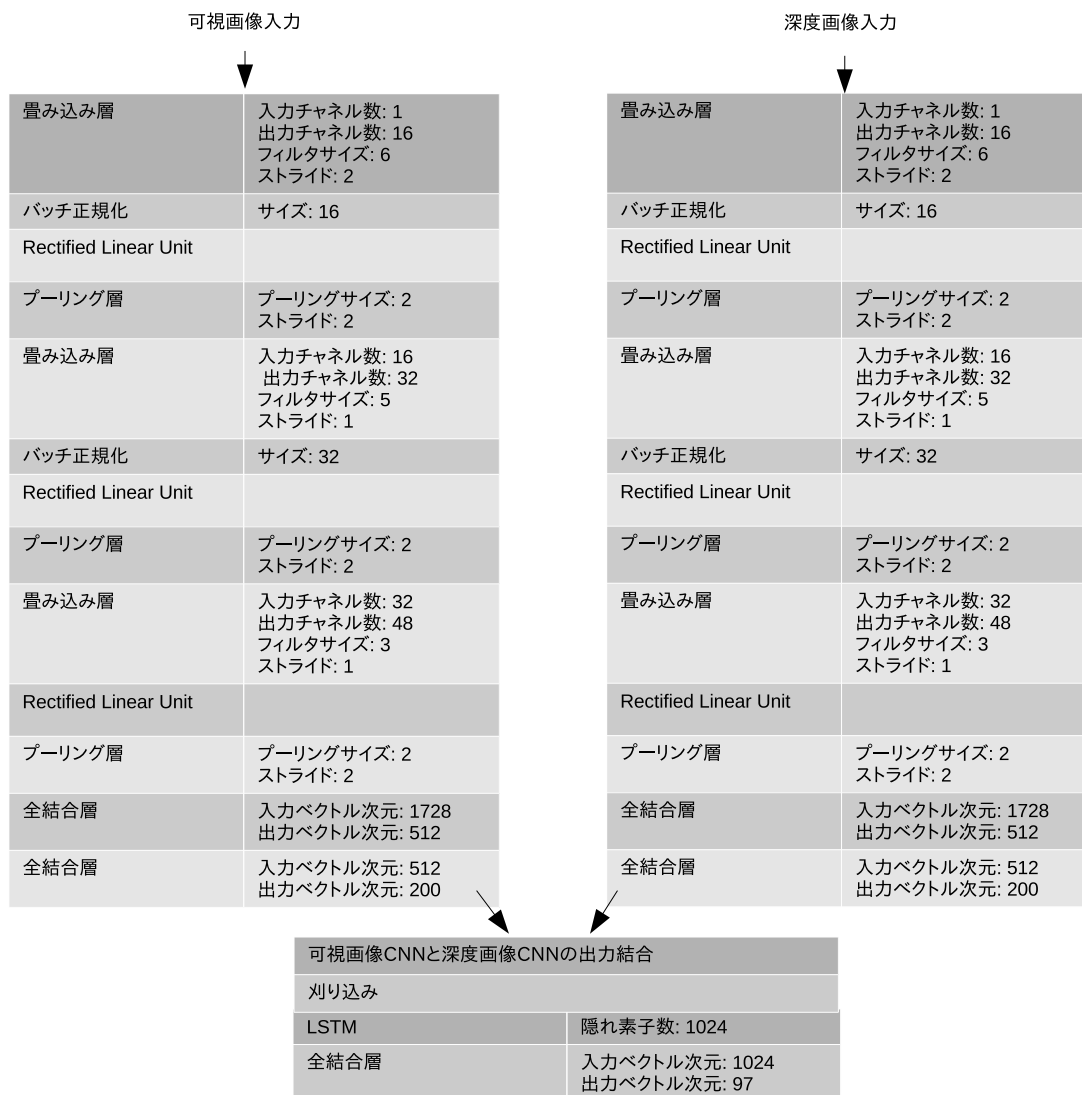 可視画像入力
畳み込み層
入力チャネル数: 1
出力チャネル数: 16
フィルタサイズ: 6
ストライド: 2
バッチ正規化
サイズ: 16
Rectified Linear Unit
プーリング層
プーリングサイズ: 2
ストライド: 2
畳み込み層
入力チャネル数: 16
出力チャネル数: 32
フィルタサイズ: 5
ストライド: 1
バッチ正規化
サイズ: 32
Rectified Linear Unit
プーリング層
プーリングサイズ: 2
ストライド: 2
畳み込み層
入力チャネル数: 32
出力チャネル数: 48
フィルタサイズ: 3
ストライド: 1
Rectified Linear Unit
プーリング層
プーリングサイズ: 2
ストライド: 2
全結合層
入力ベクトル次元: 1728
出力ベクトル次元: 512
全結合層
入力ベクトル次元: 512
出力ベクトル次元: 200
深度画像入力
畳み込み層
入力チャネル数: 1
出力チャネル数: 16
フィルタサイズ: 6
ストライド: 2
バッチ正規化
サイズ: 16
Rectified Linear Unit
プーリング層
プーリングサイズ: 2
ストライド: 2
畳み込み層
入力チャネル数: 16
出力チャネル数: 32
フィルタサイズ: 5
ストライド: 1
バッチ正規化
サイズ: 32
Rectified Linear Unit
プーリング層
プーリングサイズ: 2
ストライド: 2
畳み込み層
入力チャネル数: 32
出力チャネル数: 48
フィルタサイズ: 3
ストライド: 1
Rectified Linear Unit
プーリング層
プーリングサイズ: 2
ストライド: 2
全結合層
入力ベクトル次元: 1728
出力ベクトル次元: 512
全結合層
入力ベクトル次元: 512
出力ベクトル次元: 200
可視画像CNNと深度画像CNNの出力結合
刈り込み
LSTM
隠れ素子数: 1024
全結合層
入力ベクトル次元: 1024
出力ベクトル次元: 97